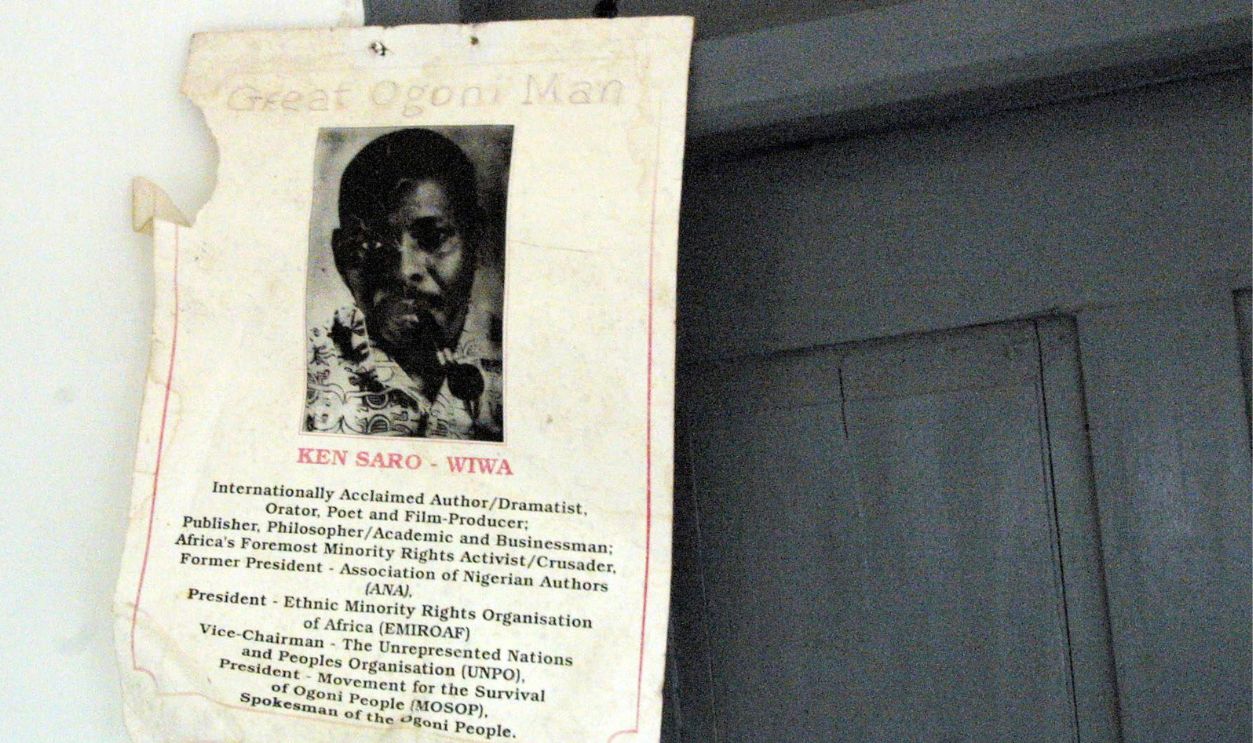 Great Ogoni Man
KEN SARO - WIWA
Internationally Acclaimed Author/Dramatist,
Orator, Poet and Film-Producer;
Publisher, Philosopher/Academic and Businessman;
Africa's Foremost Minority Rights Activist/Crusader,
Former President - Association of Nigerian Authors
(ANA),
President - Ethnic Minority Rights Organisation
of Africa (EMIROAF)
Vice-Chairman - The Unrepresented Nations
and Peoples Organisation (UNPO),
President - Movement for the Survival
of Ogoni People (MOSOP),
Spokesman of the Ogoni People.